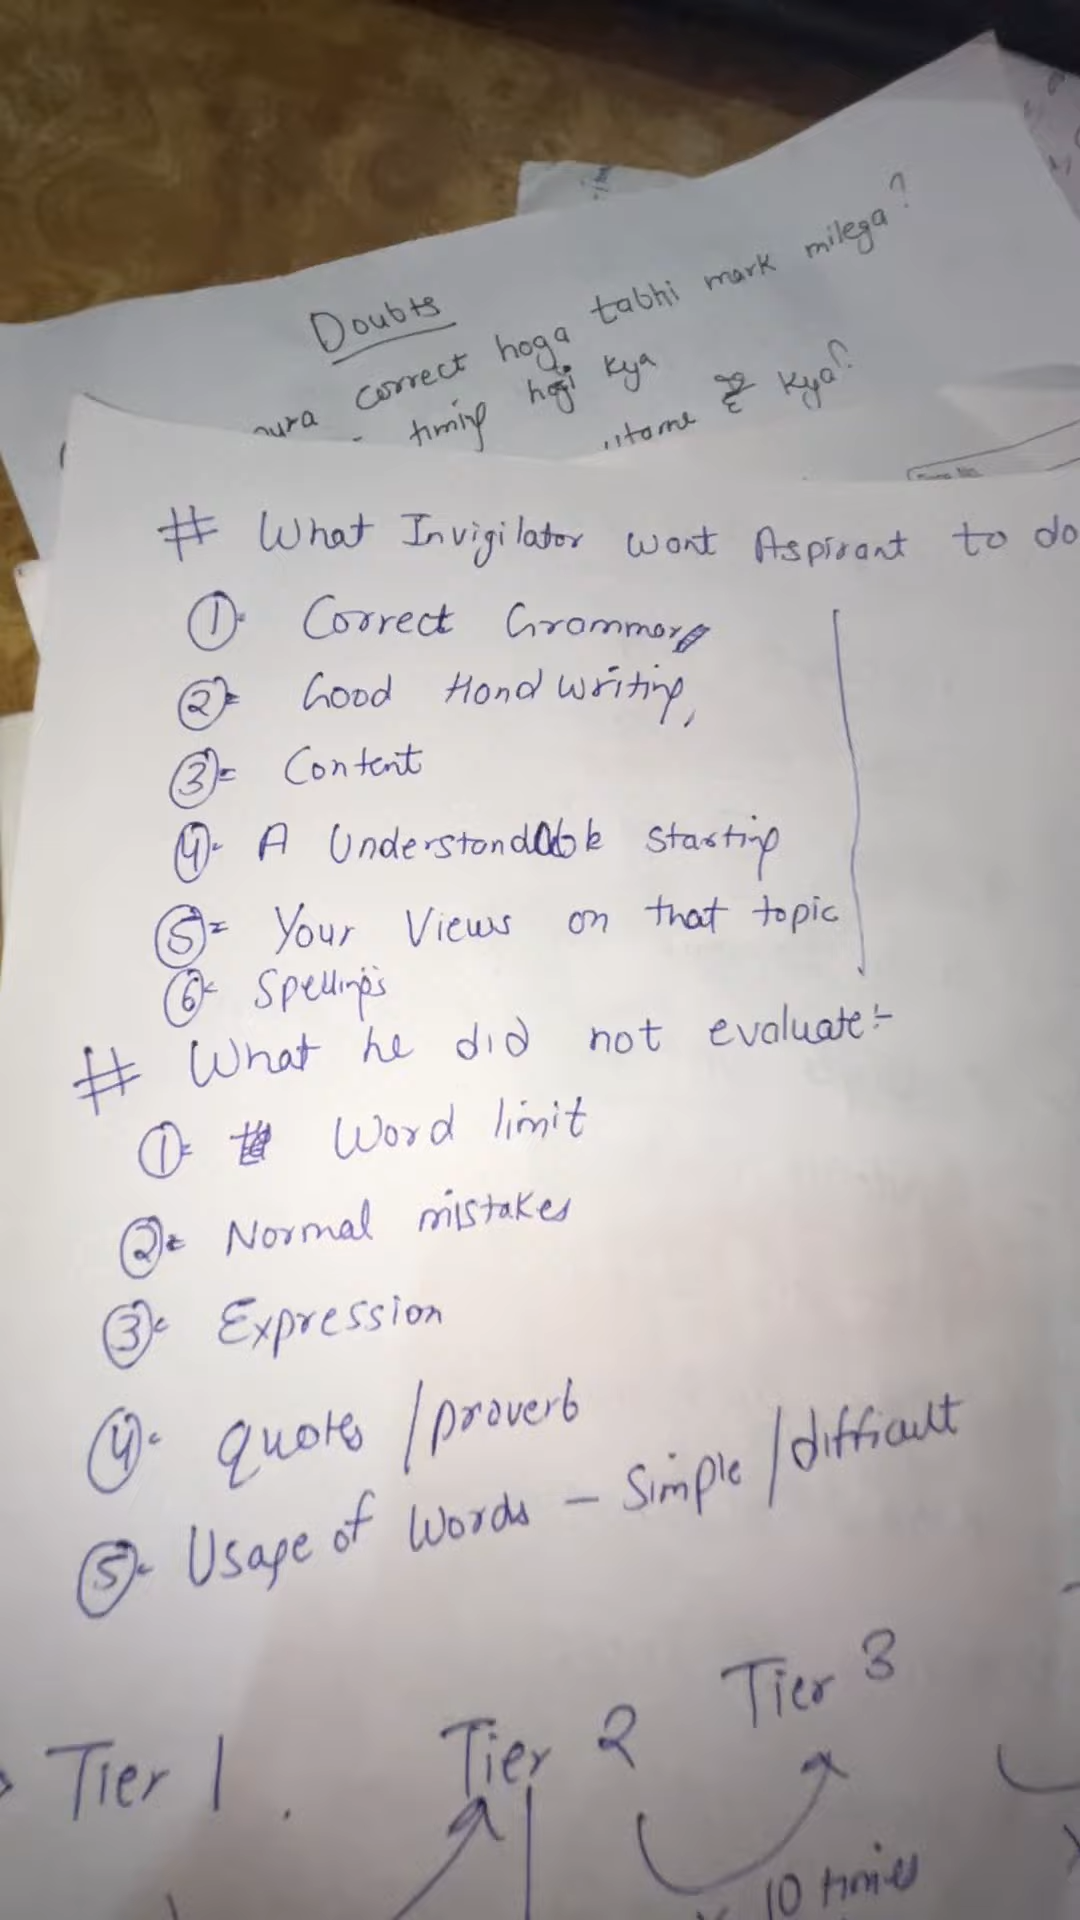 Doubts
correct hoga tabhi mark milega?
timing hogi kya
kya?
# What Invigilator want Aspirant to do
① Correct Grammar
② Good Hand Writing,
③ Content
④ A Understandable Starting
⑤ Your Views on that topic
⑥ Spellings
# What he did not evaluate:-
① Word limit
② Normal mistakes
③ Expression
④ Quotes / proverb
⑤ Usage of Words - Simple / difficult
Tier 3
Tier 1. Tier 2
10 times